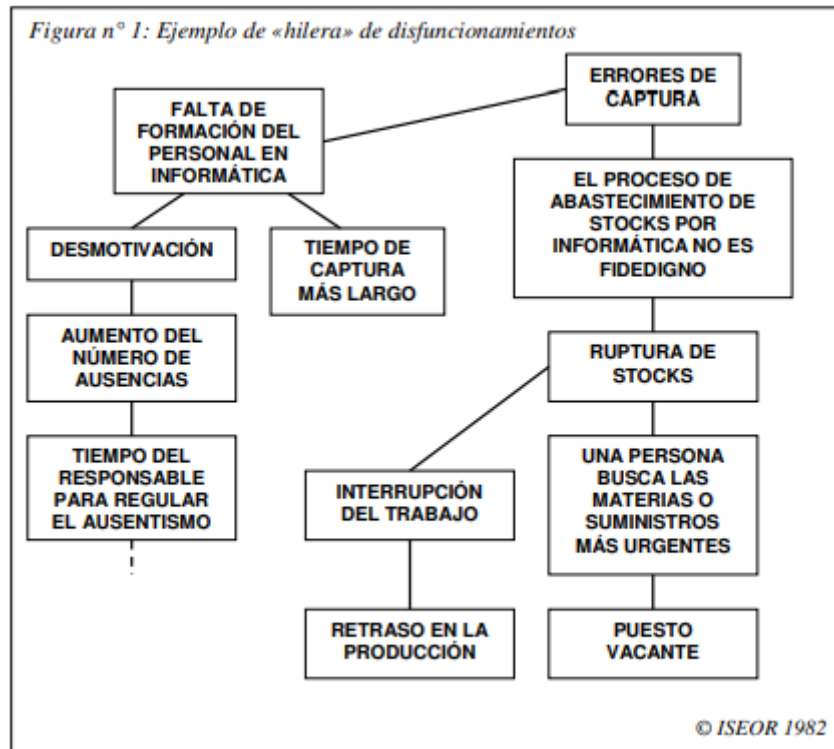 Figura n° 1: Ejemplo de «hilera» de disfuncionamientos
ERRORES DE
CAPTURA
FALTA DE
FORMACIÓN DEL
PERSONAL EN
INFORMÁTICA
EL PROCESO DE
ABASTECIMIENTO DE
STOCKS POR
INFORMÁTICA NO ES
FIDEDIGNO
DESMOTIVACIÓN
TIEMPO DE
CAPTURA
MÁS LARGO
AUMENTO DEL
NÚMERO DE
AUSENCIAS
RUPTURA DE
STOCKS
TIEMPO DEL
RESPONSABLE
PARA REGULAR
EL AUSENTISMO
INTERRUPCIÓN
DEL TRABAJO
UNA PERSONA
BUSCA LAS
MATERIAS O
SUMINISTROS
MÁS URGENTES
RETRASO EN LA
PRODUCCIÓN
PUESTO
VACANTE
© ISEOR 1982